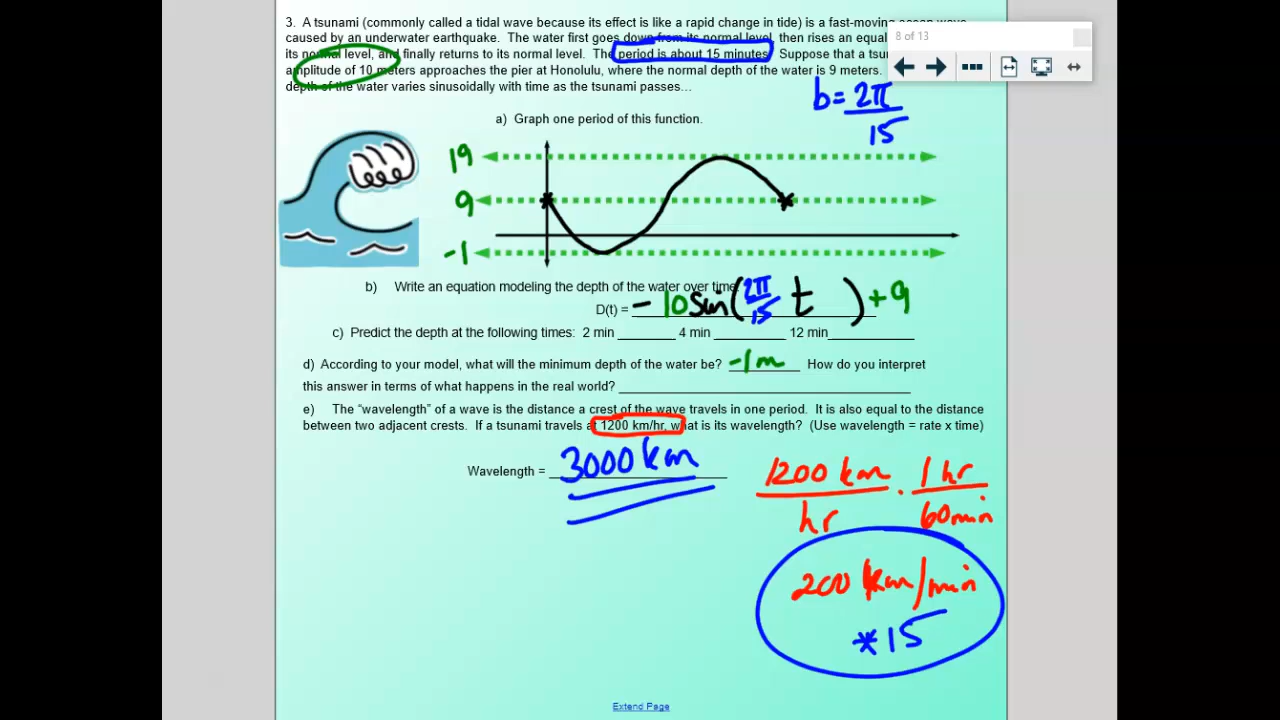 3. A tsunami (commonly called a tidal wave because its effect is like a rapid change in tide) is a fast-moving ocean wave
caused by an underwater earthquake. The water first goes down from its normal level, then rises an equal
its normal level, and finally returns to its normal level. The period is about 15 minutes. Suppose that a
amplitude of 10 meters approaches the pier at Honolulu, where the normal depth of the water is 9 meters.
depth of the water varies sinusoidally with time as the tsunami passes…
8 of 13
b = 2π
15
a) Graph one period of this function.
19
9
-1
b) Write an equation modeling the depth of the water over time.
D(t) = -10 sin( 2π/15 t ) + 9
c) Predict the depth at the following times: 2 min ________ 4 min __________ 12 min____________
d) According to your model, what will the minimum depth of the water be? -1m How do you interpret
this answer in terms of what happens in the real world? ________________________________________
e) The “wavelength” of a wave is the distance a crest of the wave travels in one period. It is also equal to the distance
between two adjacent crests. If a tsunami travels at 1200 km/hr, what is its wavelength? (Use wavelength = rate x time)
Wavelength = 3000 km
1200 km . 1 hr
hr 60 min
200 km/min
*15
Extend Page